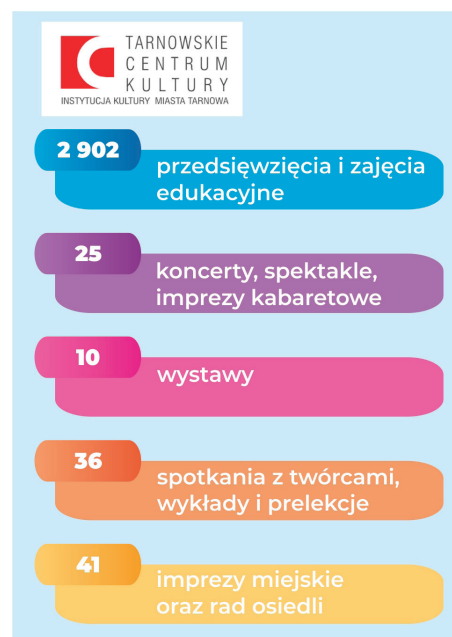 TARNOWSKIE
CENTRUM
KULTURY
INSTYTUCJA KULTURY MIASTA TARNOWA
2 902
przedsięwzięcia i zajęcia
edukacyjne
25
koncerty, spektakle,
imprezy kabaretowe
10
wystawy
36
spotkania z twórcami,
wykłady i prelekcje
41
imprezy miejskie
oraz rad osiedli